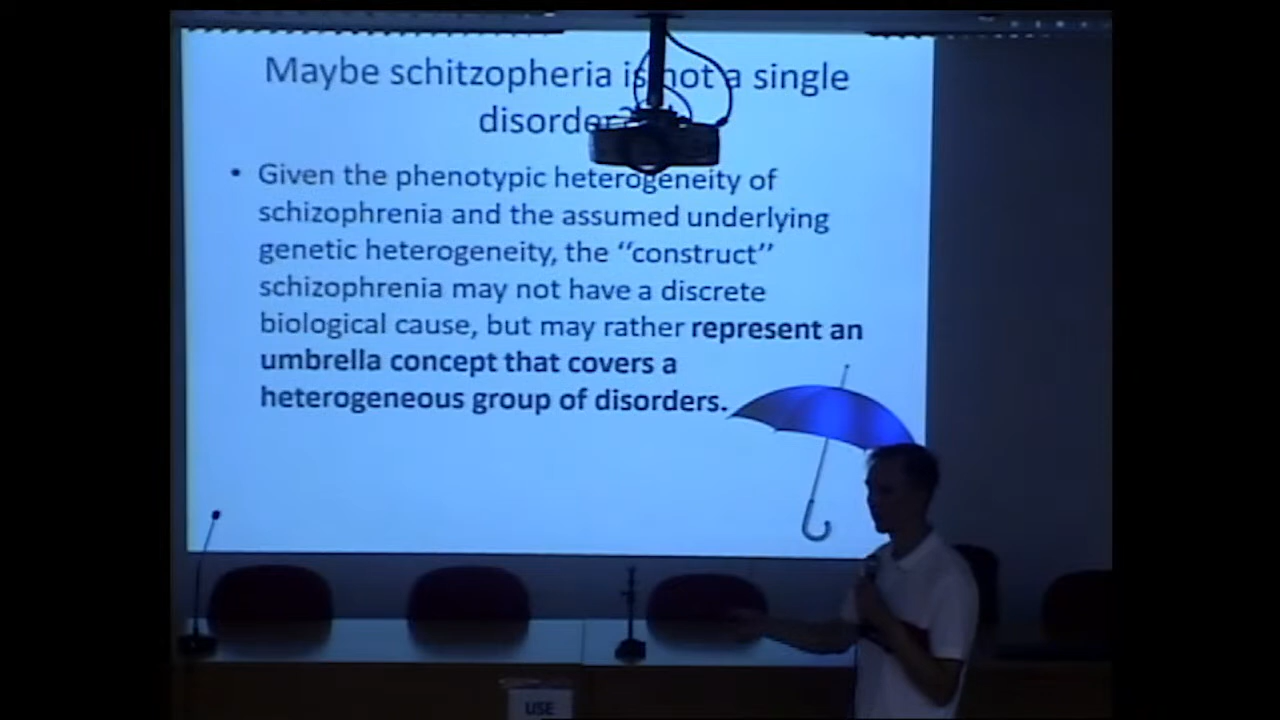 Maybe schitzopheria is not a single
disorder?
Given the phenotypic heterogeneity of
schizophrenia and the assumed underlying
genetic heterogeneity, the “construct”
schizophrenia may not have a discrete
biological cause, but may rather represent an
umbrella concept that covers a
heterogeneous group of disorders.
USE